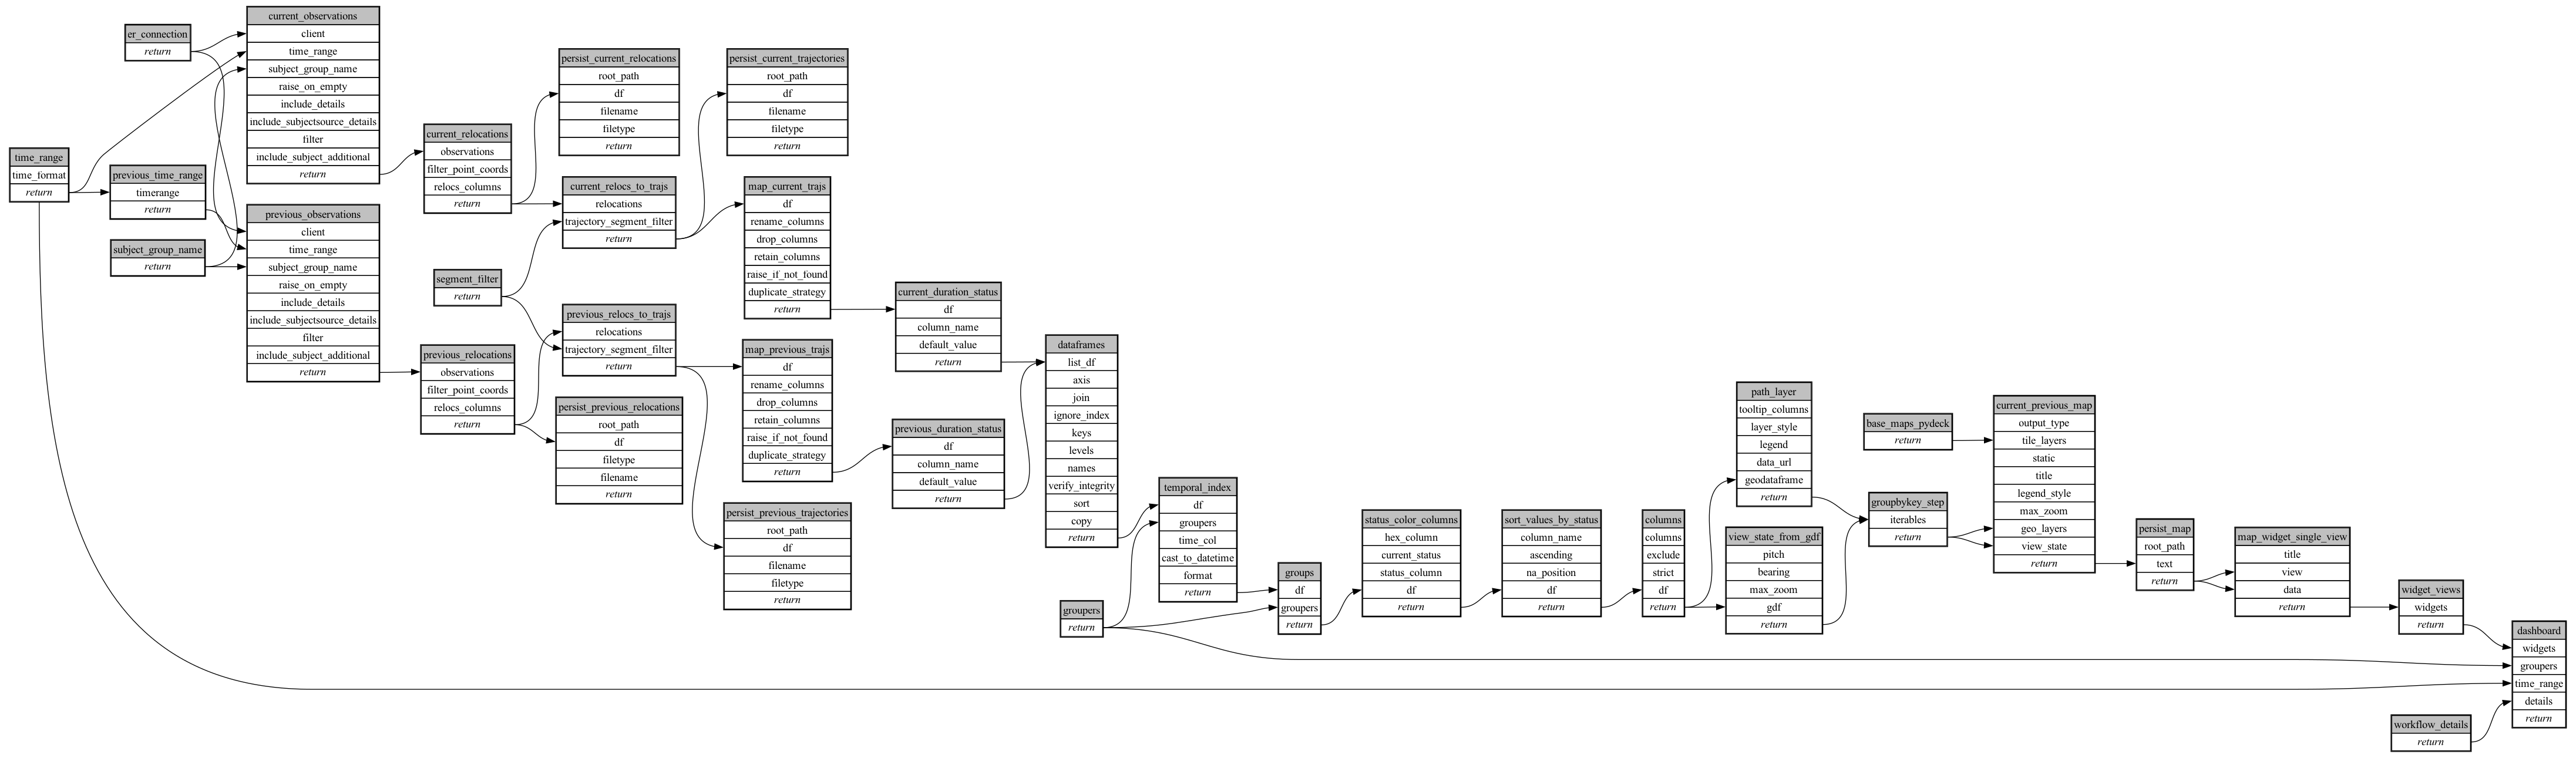 time_range
time_format
return
er_connection
return
previous_time_range
timerange
return
subject_group_name
return
current_observations
client
time_range
subject_group_name
raise_on_empty
include_details
include_subjectsource_details
filter
include_subject_additional
return
previous_observations
client
time_range
subject_group_name
raise_on_empty
include_details
include_subjectsource_details
filter
include_subject_additional
return
current_relocations
observations
filter_point_coords
relocs_columns
return
segment_filter
return
previous_relocations
observations
filter_point_coords
relocs_columns
return
persist_current_relocations
root_path
df
filename
filetype
return
current_relocs_to_trajs
relocations
trajectory_segment_filter
return
previous_relocs_to_trajs
relocations
trajectory_segment_filter
return
persist_previous_relocations
root_path
df
filetype
filename
return
persist_current_trajectories
root_path
df
filename
filetype
return
map_current_trajs
df
rename_columns
drop_columns
retain_columns
raise_if_not_found
duplicate_strategy
return
map_previous_trajs
df
rename_columns
drop_columns
retain_columns
raise_if_not_found
duplicate_strategy
return
persist_previous_trajectories
root_path
df
filename
filetype
return
current_duration_status
df
column_name
default_value
return
previous_duration_status
df
column_name
default_value
return
dataframes
list_df
axis
join
ignore_index
keys
levels
names
verify_integrity
sort
copy
return
groupers
return
temporal_index
df
groupers
time_col
cast_to_datetime
format
return
groups
df
groupers
return
status_color_columns
hex_column
current_status
status_column
df
return
sort_values_by_status
column_name
ascending
na_position
df
return
columns
columns
exclude
strict
df
return
path_layer
tooltip_columns
layer_style
legend
data_url
geodataframe
return
view_state_from_gdf
pitch
bearing
max_zoom
gdf
return
base_maps_pydeck
return
groupbykey_step
iterables
return
current_previous_map
output_type
tile_layers
static
title
legend_style
max_zoom
geo_layers
view_state
return
persist_map
root_path
text
return
map_widget_single_view
title
view
data
return
widget_views
widgets
return
workflow_details
return
dashboard
widgets
groupers
time_range
details
return